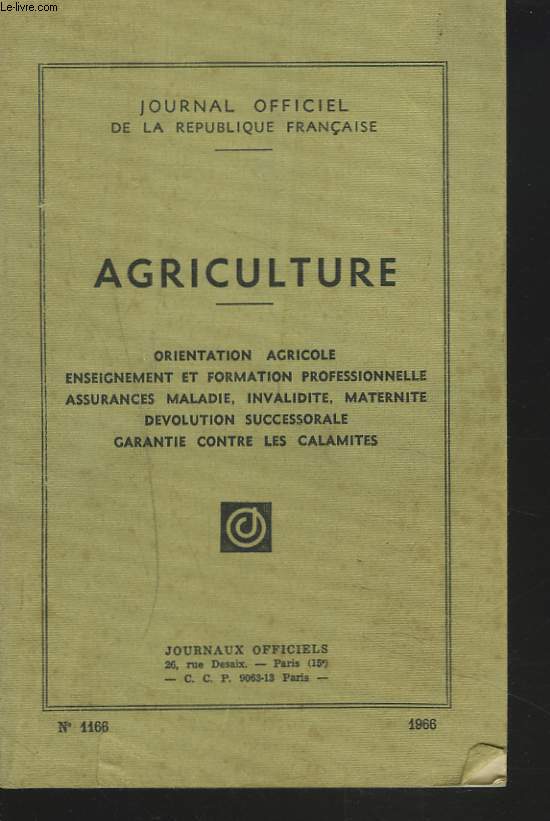 Le-livre.com
JOURNAL OFFICIEL
DE LA REPUBLIQUE FRANÇAISE
AGRICULTURE
ORIENTATION AGRICOLE
ENSEIGNEMENT ET FORMATION PROFESSIONNELLE
ASSURANCES MALADIE, INVALIDITE, MATERNITE
DEVOLUTION SUCCESSORALE
GARANTIE CONTRE LES CALAMITES
JOURNAUX OFFICIELS
26, rue Desaix. — Paris (15e)
— C. C. P. 9063-13 Paris —
N° 1166 1966